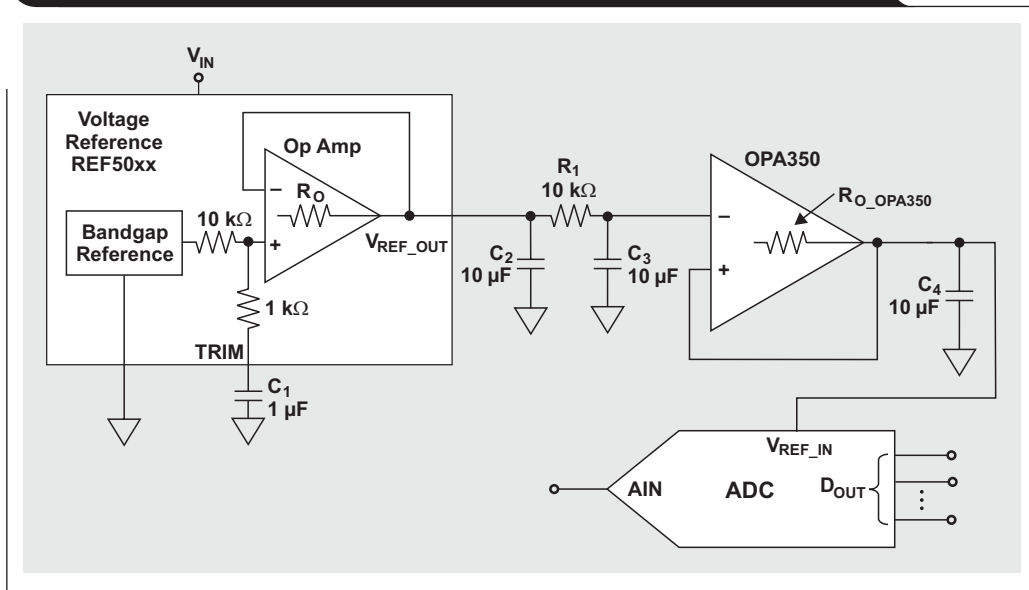 V_IN
Voltage
Reference
REF50xx
Op Amp
−
R_O
+
10 kΩ
Bandgap
Reference
1 kΩ
TRIM
C_1
1 µF
V_REF_OUT
C_2
10 µF
R_1
10 kΩ
C_3
10 µF
OPA350
−
+
R_O_OPA350
C_4
10 µF
V_REF_IN
AIN
ADC
D_OUT